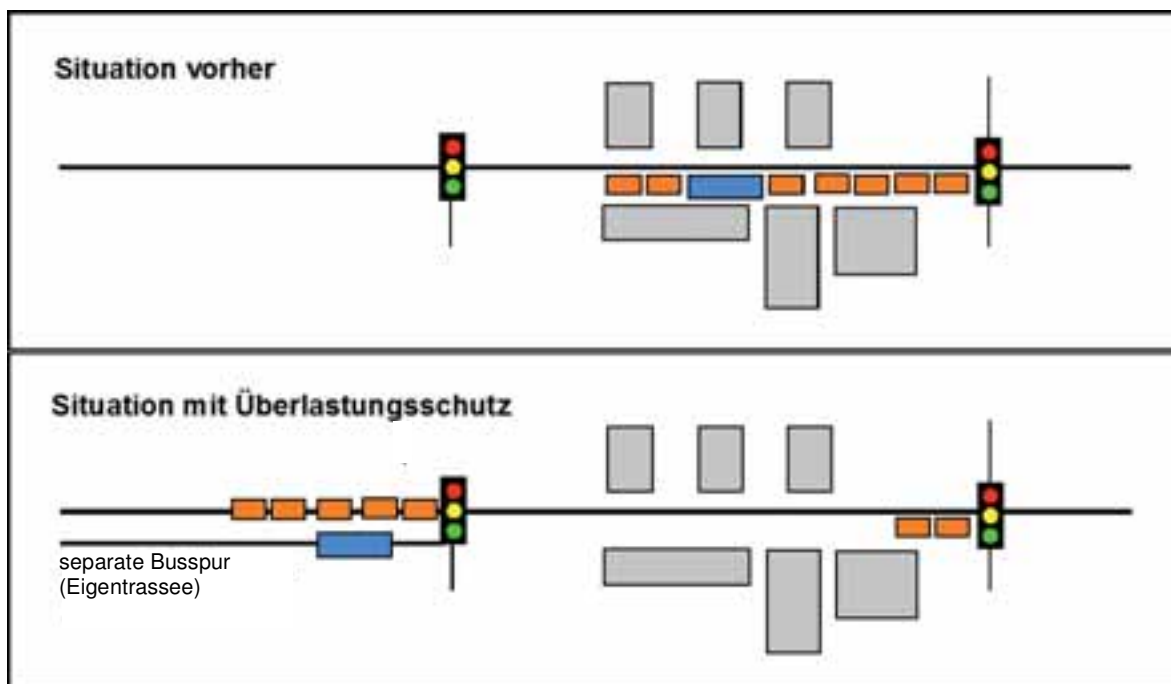 Situation vorher
Situation mit Überlastungsschutz
separate Busspur
(Eigentrassee)